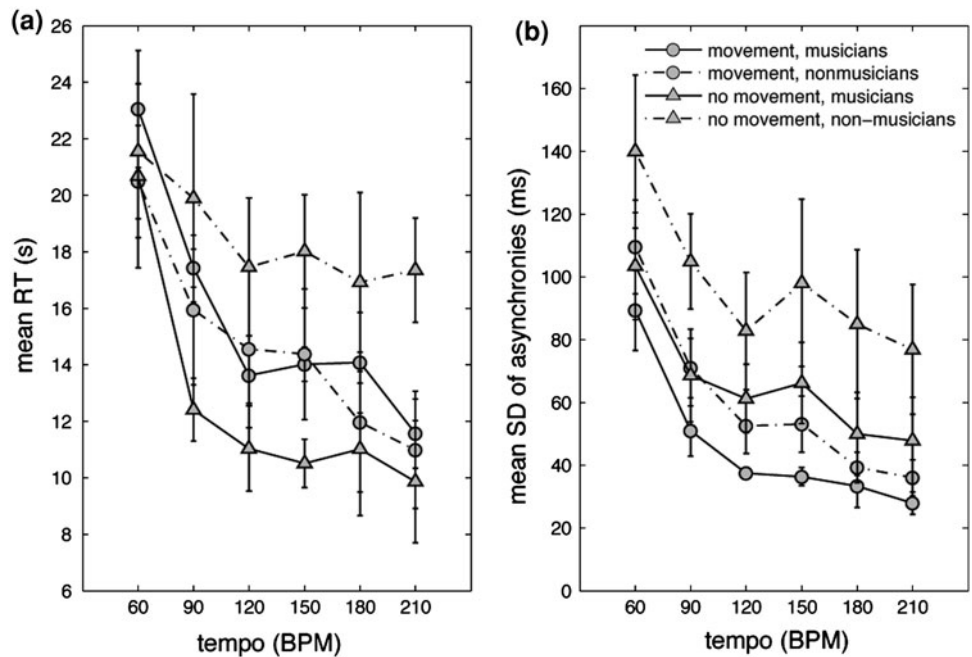 (a)
26
24
22
20
18
16
14
12
10
8
6
mean RT (s)
60 90 120 150 180 210
tempo (BPM)
(b)
movement, musicians
movement, nonmusicians
no movement, musicians
no movement, non-musicians
160
140
120
100
80
60
40
20
0
mean SD of asynchronies (ms)
60 90 120 150 180 210
tempo (BPM)